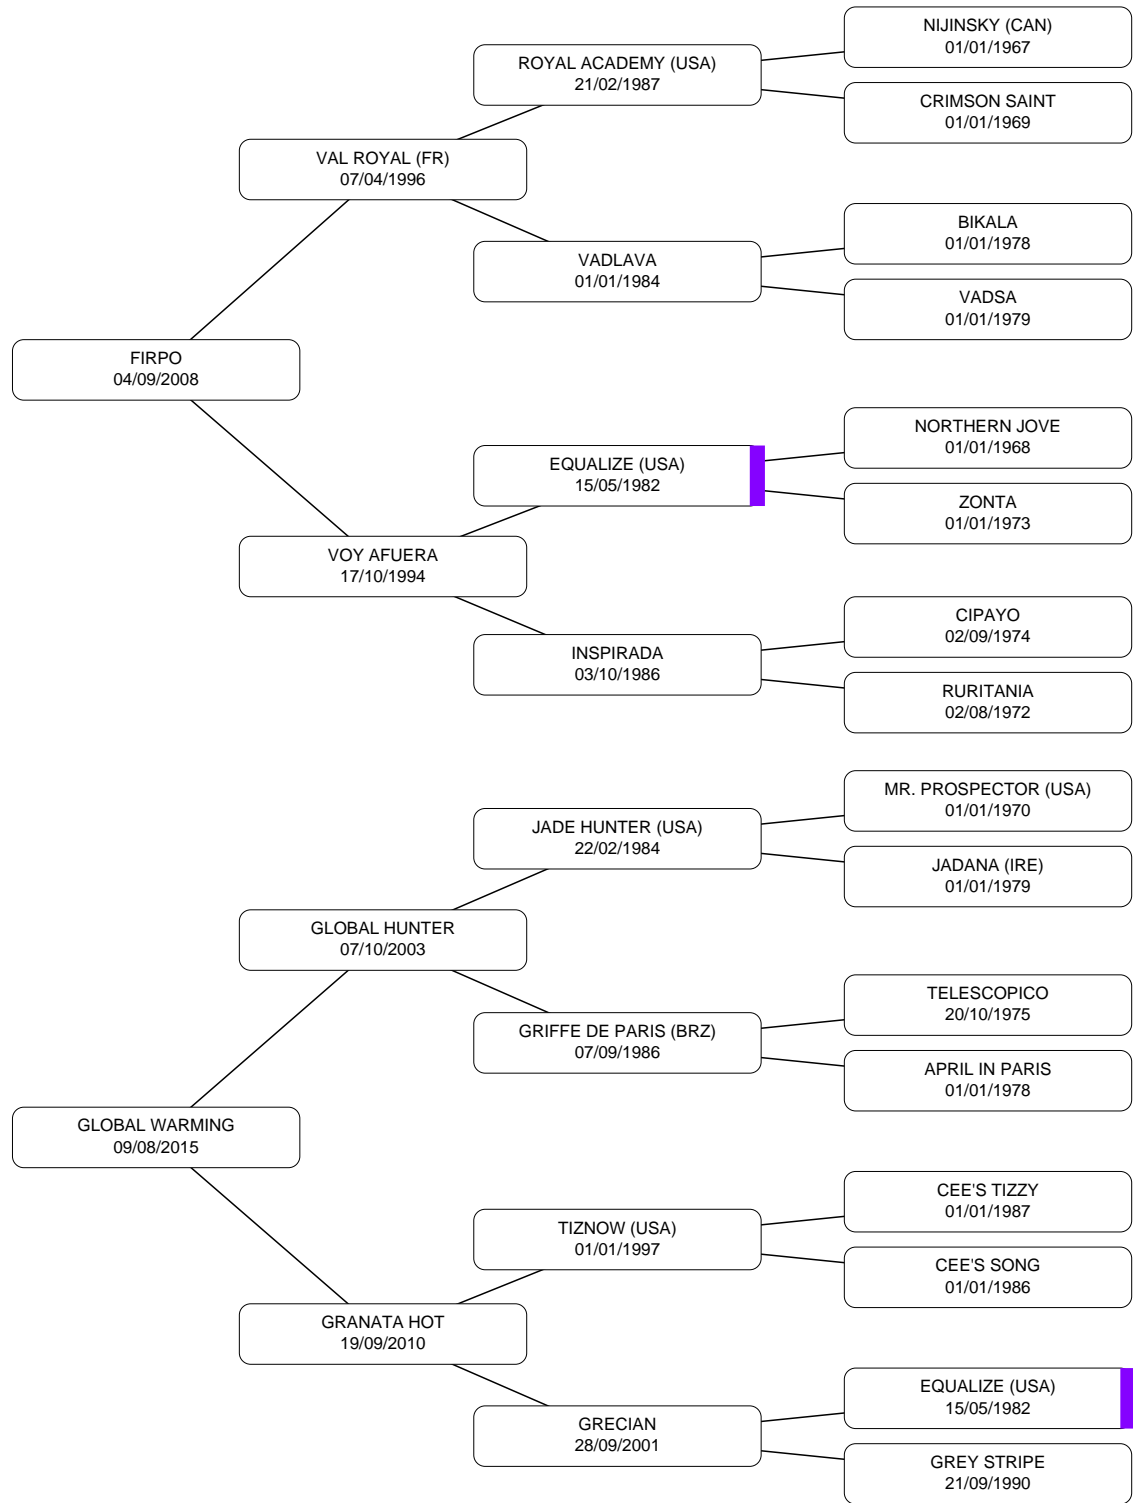 NIJINSKY (CAN)
01/01/1967
ROYAL ACADEMY (USA)
21/02/1987
CRIMSON SAINT
01/01/1969
VAL ROYAL (FR)
07/04/1996
BIKALA
01/01/1978
VADLAVA
01/01/1984
VADSA
01/01/1979
FIRPO
04/09/2008
NORTHERN JOVE
01/01/1968
EQUALIZE (USA)
15/05/1982
ZONTA
01/01/1973
VOY AFUERA
17/10/1994
CIPAYO
02/09/1974
INSPIRADA
03/10/1986
RURITANIA
02/08/1972
MR. PROSPECTOR (USA)
01/01/1970
JADE HUNTER (USA)
22/02/1984
JADANA (IRE)
01/01/1979
GLOBAL HUNTER
07/10/2003
TELESCOPICO
20/10/1975
GRIFFE DE PARIS (BRZ)
07/09/1986
APRIL IN PARIS
01/01/1978
GLOBAL WARMING
09/08/2015
CEE'S TIZZY
01/01/1987
TIZNOW (USA)
01/01/1997
CEE'S SONG
01/01/1986
GRANATA HOT
19/09/2010
EQUALIZE (USA)
15/05/1982
GRECIAN
28/09/2001
GREY STRIPE
21/09/1990